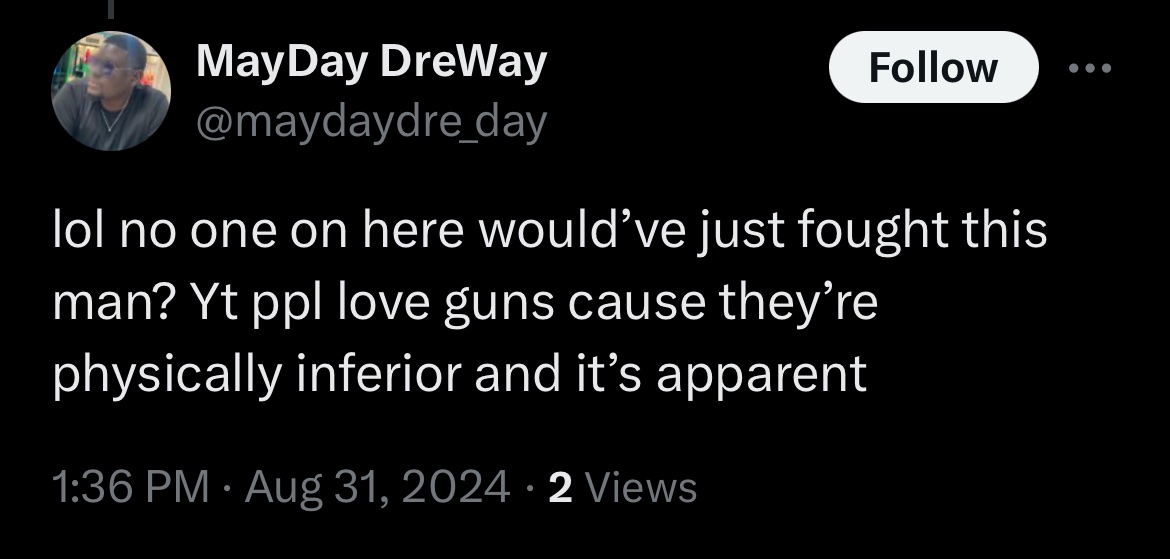 MayDay DreWay
Follow
@maydaydre_day
lol no one on here would’ve just fought this
man? Yt ppl love guns cause they’re
physically inferior and it’s apparent
1:36 PM · Aug 31, 2024 · 2 Views